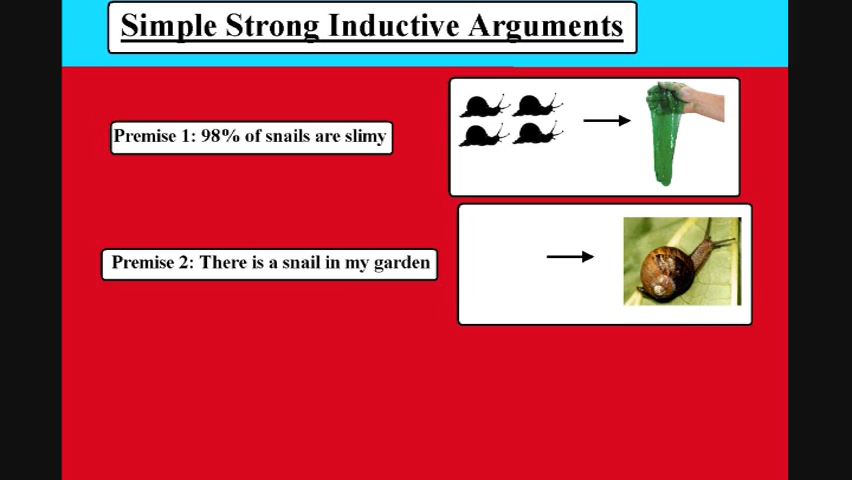 Simple Strong Inductive Arguments
Premise 1: 98% of snails are slimy
Premise 2: There is a snail in my garden